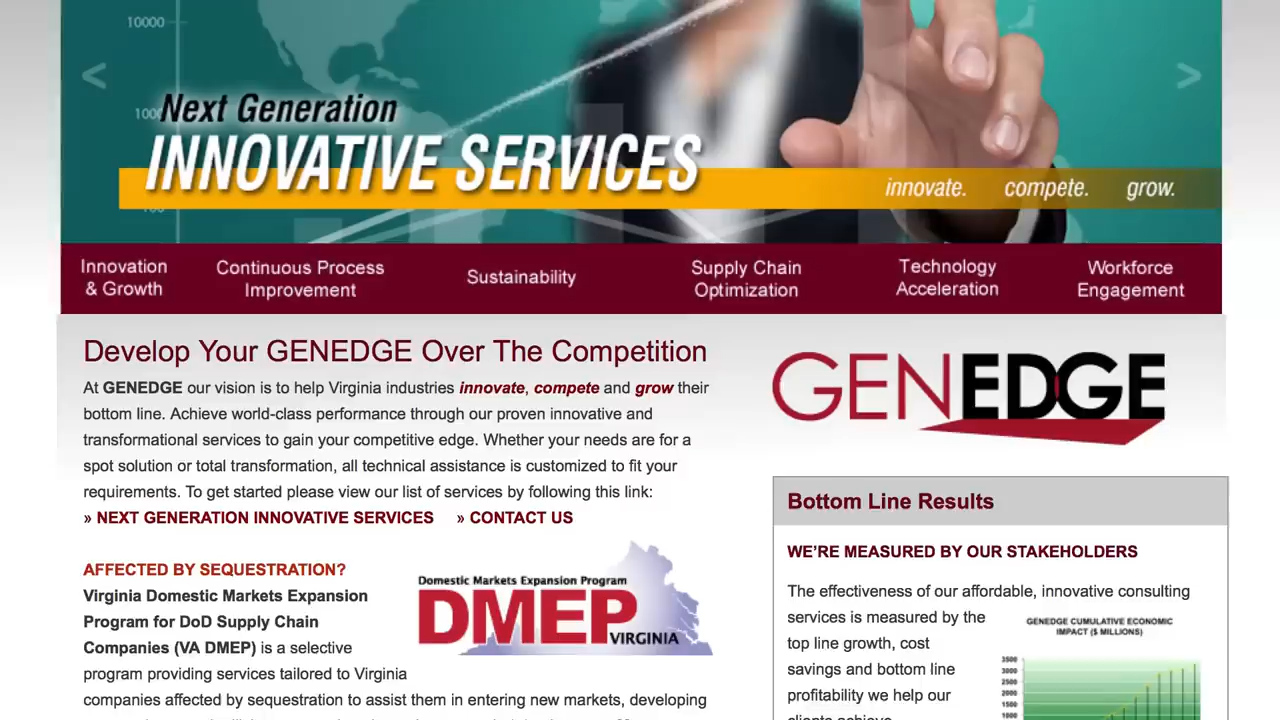 10000
1000
100
<
>
Next Generation
INNOVATIVE SERVICES
innovate. compete. grow.
Innovation
& Growth
Continuous Process
Improvement
Sustainability
Supply Chain
Optimization
Technology
Acceleration
Workforce
Engagement
Develop Your GENEDGE Over The Competition
At GENEDGE our vision is to help Virginia industries innovate, compete and grow their
bottom line. Achieve world-class performance through our proven innovative and
transformational services to gain your competitive edge. Whether your needs are for a
spot solution or total transformation, all technical assistance is customized to fit your
requirements. To get started please view our list of services by following this link:
» NEXT GENERATION INNOVATIVE SERVICES » CONTACT US
AFFECTED BY SEQUESTRATION?
Virginia Domestic Markets Expansion
Program for DoD Supply Chain
Companies (VA DMEP) is a selective
program providing services tailored to Virginia
companies affected by sequestration to assist them in entering new markets, developing
Domestic Markets Expansion Program
DMEP
VIRGINIA
GENEDGE
Bottom Line Results
WE'RE MEASURED BY OUR STAKEHOLDERS
The effectiveness of our affordable, innovative consulting
services is measured by the
top line growth, cost
savings and bottom line
profitability we help our
clients achieve
GENEDGE CUMULATIVE ECONOMIC
IMPACT ($ MILLIONS)
3500
3000
2500
2000
1500
1000